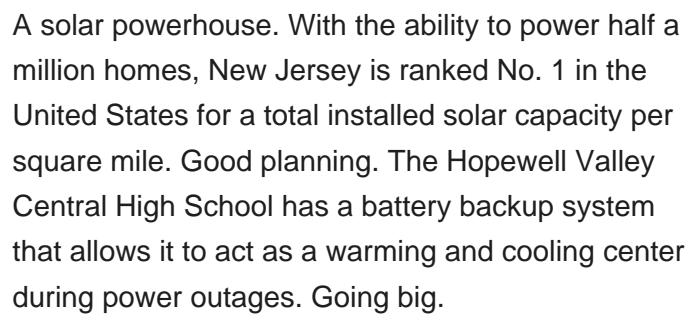 A solar powerhouse. With the ability to power half a
million homes, New Jersey is ranked No. 1 in the
United States for a total installed solar capacity per
square mile. Good planning. The Hopewell Valley
Central High School has a battery backup system
that allows it to act as a warming and cooling center
during power outages. Going big.